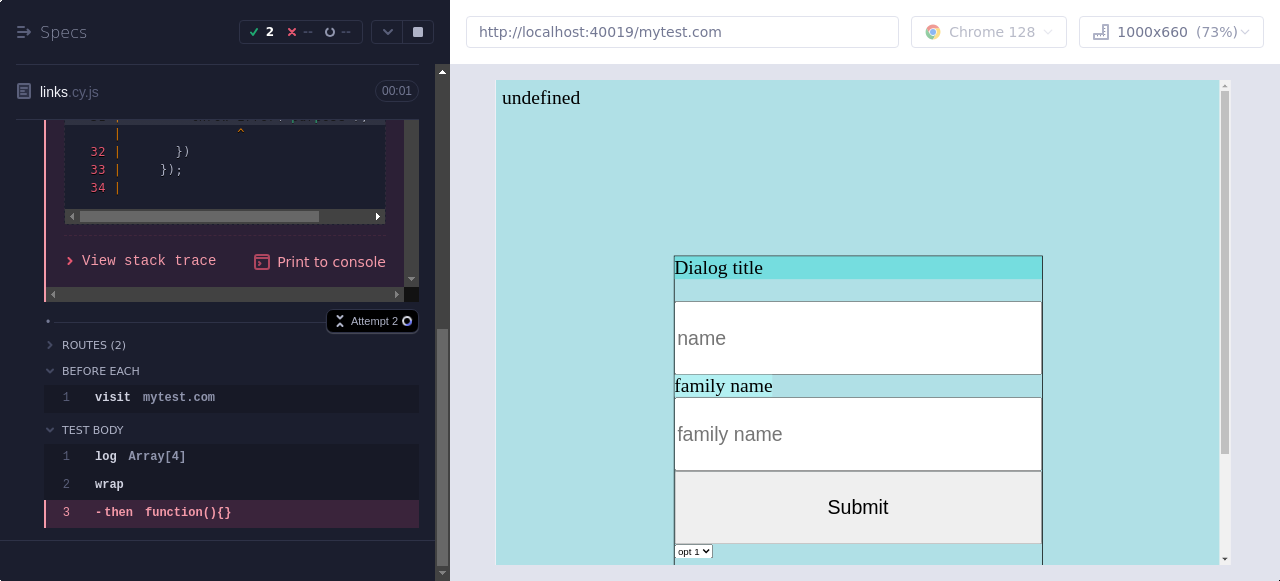 Specs
2
--
--
links.cy.js
00:01
|
^
32 |
})
33 |
});
34 |
View stack trace
Print to console
Attempt 2
ROUTES (2)
BEFORE EACH
1 visit mytest.com
TEST BODY
1 log Array[4]
2 wrap
3 -then function(){}
http://localhost:40019/mytest.com
Chrome 128
1000x660 (73%)
undefined
Dialog title
name
family name
family name
Submit
opt 1